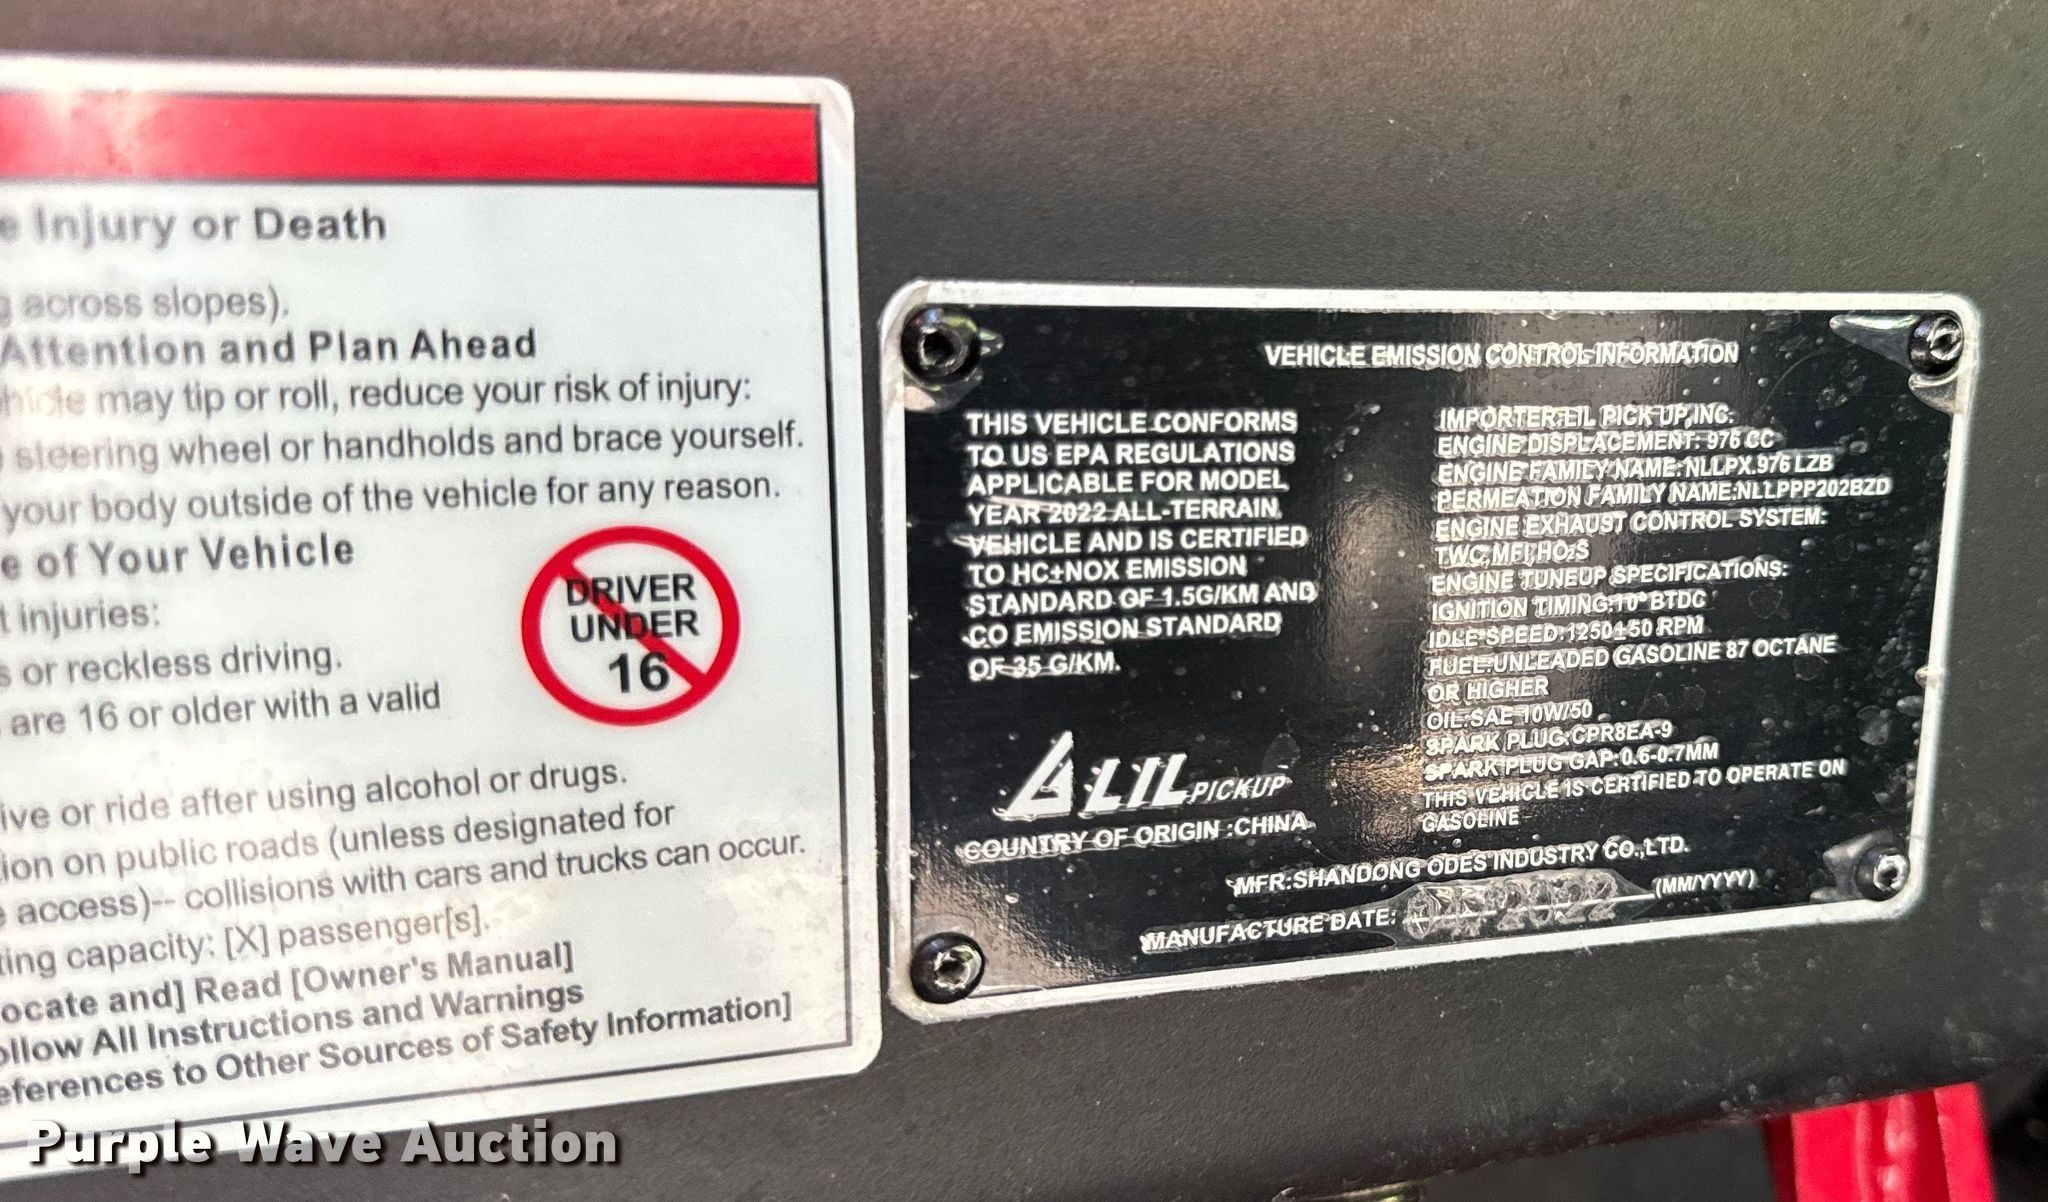 e Injury or Death
g across slopes).
Attention and Plan Ahead
hicle may tip or roll, reduce your risk of injury:
steering wheel or handholds and brace yourself.
your body outside of the vehicle for any reason.
e of Your Vehicle
t injuries:
s or reckless driving.
are 16 or older with a valid
DRIVER
UNDER
16
ive or ride after using alcohol or drugs.
ion on public roads (unless designated for
e access)-- collisions with cars and trucks can occur.
ting capacity: [X] passenger[s].
ocate and] Read [Owner's Manual]
ollow All Instructions and Warnings
eferences to Other Sources of Safety Information]
VEHICLE EMISSION CONTROL INFORMATION
THIS VEHICLE CONFORMS
TO US EPA REGULATIONS
APPLICABLE FOR MODEL
YEAR 2022 ALL-TERRAIN
VEHICLE AND IS CERTIFIED
TO HC+NOX EMISSION
STANDARD OF 1.5G/KM AND
CO EMISSION STANDARD
OF 35 G/KM.
LIL PICKUP
COUNTRY OF ORIGIN :CHINA
IMPORTER:LIL PICK UP,INC.
ENGINE DISPLACEMENT: 976 CC
ENGINE FAMILY NAME:NLLPX.976 LZB
PERMEATION FAMILY NAME:NLLPPP202BZD
ENGINE EXHAUST CONTROL SYSTEM:
TWC,MFI,HO2S
ENGINE TUNEUP SPECIFICATIONS:
IGNITION TIMING:10° BTDC
IDLE SPEED:1250±50 RPM
FUEL:UNLEADED GASOLINE 87 OCTANE
OR HIGHER
OIL:SAE 10W/50
SPARK PLUG:CPR8EA-9
SPARK PLUG GAP:0.6-0.7MM
THIS VEHICLE IS CERTIFIED TO OPERATE ON
GASOLINE
MFR:SHANDONG ODES INDUSTRY CO.,LTD.
MANUFACTURE DATE: (MM/YYYY)
Purple Wave Auction